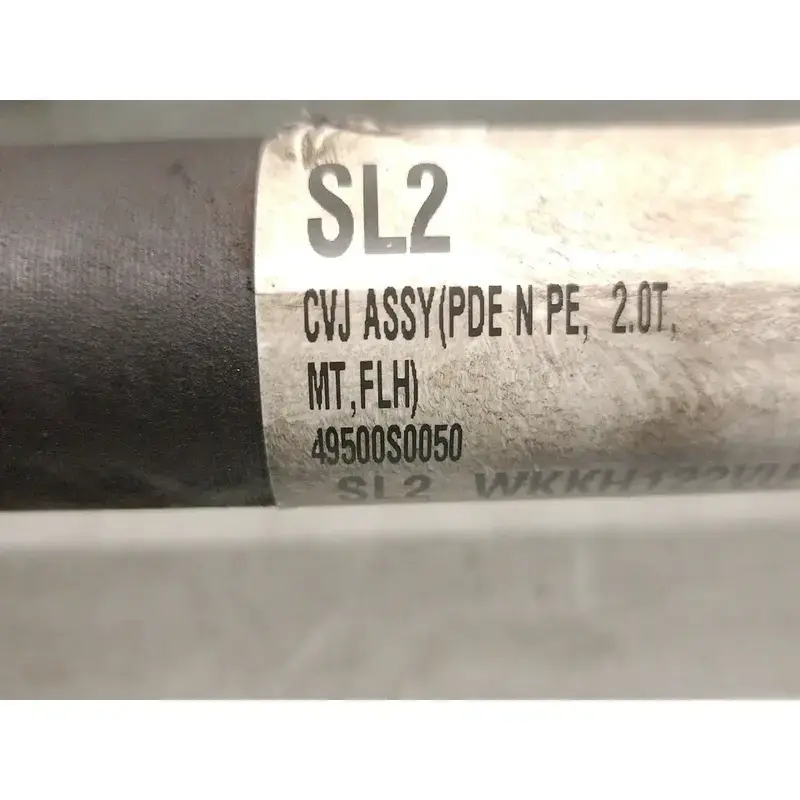 SL2
CVJ ASSY(PDE N PE, 2.0T,
MT,FLH)
49500S0050
SL2